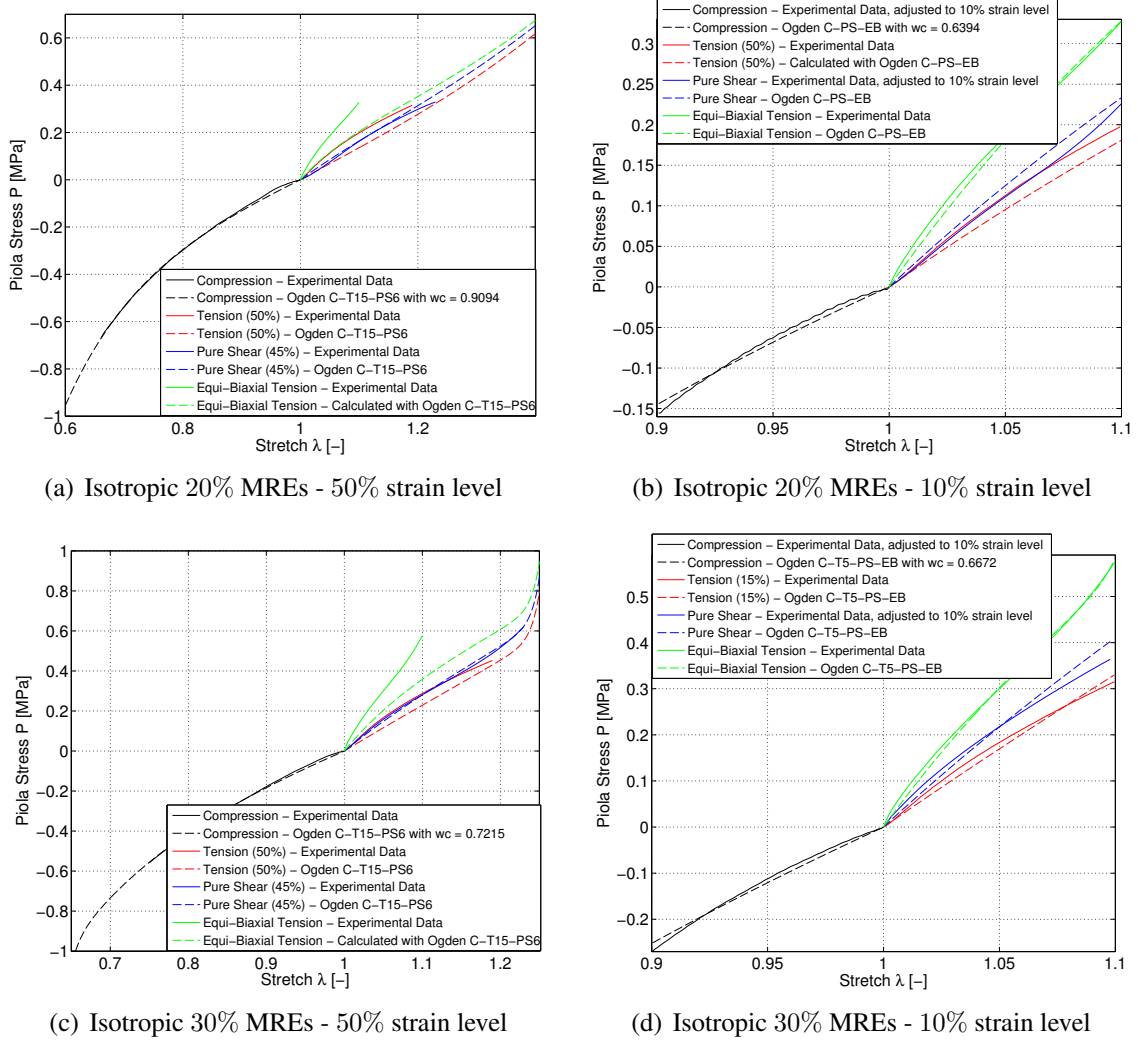 0.6
0.4
0.2
0
−0.2
−0.4
−0.6
−0.8
−1
0.6
0.8
1
1.2
Piola Stress P [MPa]
Stretch λ [−]
Compression − Experimental Data
Compression − Ogden C−T15−PS6 with wc = 0.9094
Tension (50%) − Experimental Data
Tension (50%) − Ogden C−T15−PS6
Pure Shear (45%) − Experimental Data
Pure Shear (45%) − Ogden C−T15−PS6
Equi−Biaxial Tension − Experimental Data
Equi−Biaxial Tension − Calculated with Ogden C−T15−PS6
(a) Isotropic 20% MREs - 50% strain level
Compression − Experimental Data, adjusted to 10% strain level
Compression − Ogden C−PS−EB with wc = 0.6394
Tension (50%) − Experimental Data
Tension (50%) − Calculated with Ogden C−PS−EB
Pure Shear − Experimental Data, adjusted to 10% strain level
Pure Shear − Ogden C−PS−EB
Equi−Biaxial Tension − Experimental Data
Equi−Biaxial Tension − Ogden C−PS−EB
0.3
0.25
0.2
0.15
0.1
0.05
0
−0.05
−0.1
−0.15
0.9
0.95
1
1.05
1.1
Piola Stress P [MPa]
Stretch λ [−]
(b) Isotropic 20% MREs - 10% strain level
1
0.8
0.6
0.4
0.2
0
−0.2
−0.4
−0.6
−0.8
−1
0.7
0.8
0.9
1
1.1
1.2
Piola Stress P [MPa]
Stretch λ [−]
Compression − Experimental Data
Compression − Ogden C−T15−PS6 with wc = 0.7215
Tension (50%) − Experimental Data
Tension (50%) − Ogden C−T15−PS6
Pure Shear (45%) − Experimental Data
Pure Shear (45%) − Ogden C−T15−PS6
Equi−Biaxial Tension − Experimental Data
Equi−Biaxial Tension − Calculated with Ogden C−T15−PS6
(c) Isotropic 30% MREs - 50% strain level
Compression − Experimental Data, adjusted to 10% strain level
Compression − Ogden C−T5−PS−EB with wc = 0.6672
Tension (15%) − Experimental Data
Tension (15%) − Ogden C−T5−PS−EB
Pure Shear − Experimental Data, adjusted to 10% strain level
Pure Shear − Ogden C−T5−PS−EB
Equi−Biaxial Tension − Experimental Data
Equi−Biaxial Tension − Ogden C−T5−PS−EB
0.5
0.4
0.3
0.2
0.1
0
−0.1
−0.2
0.9
0.95
1
1.05
1.1
Piola Stress P [MPa]
Stretch λ [−]
(d) Isotropic 30% MREs - 10% strain level